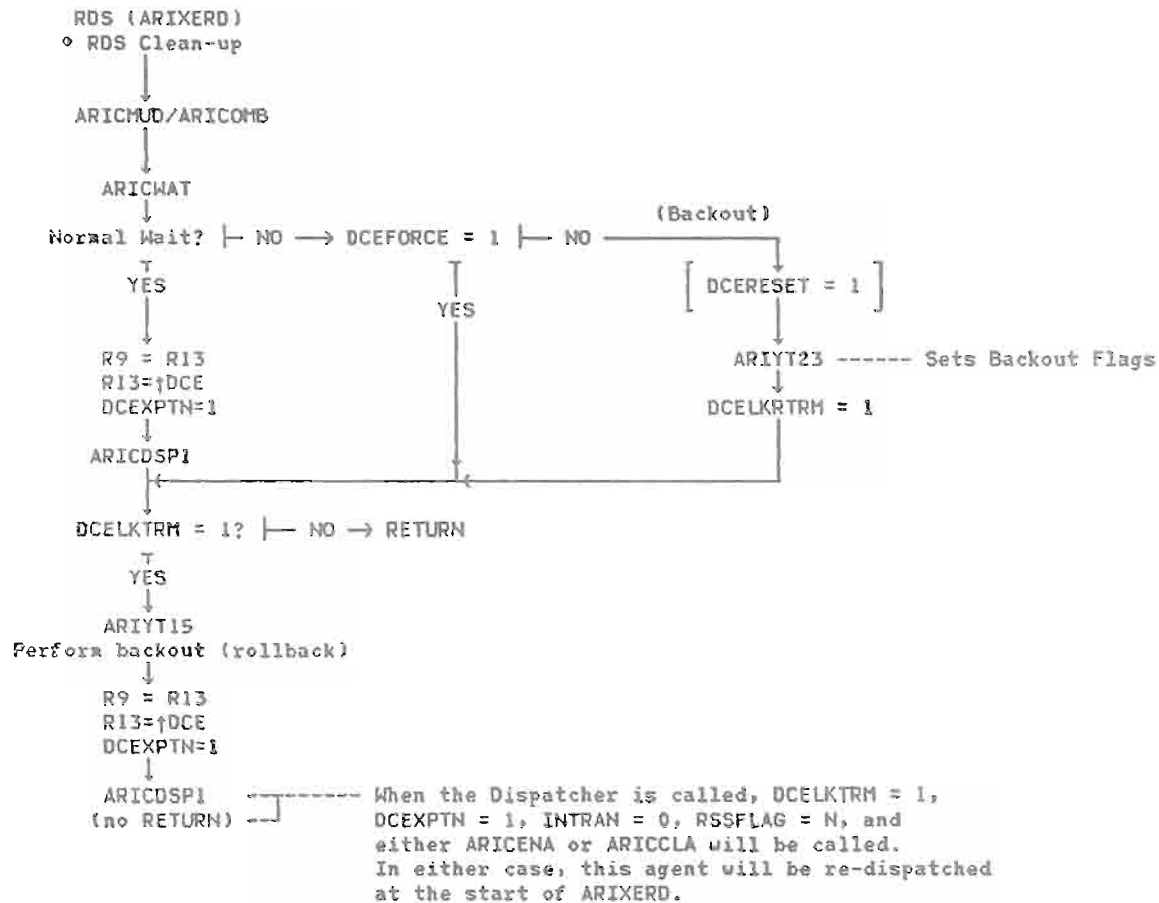 RDS (ARIXERD)
o RDS Clean-up
ARICMUD/ARICOMB
ARICWAT
(Backout)
Normal Wait? NO DCEFORCE = 1 NO
YES
YES
DCERESET = 1
R9 = R13
R13=↑DCE
DCEXPTN=1
ARIYT23 ------ Sets Backout Flags
DCELKRTRM = 1
ARICDSP1
DCELKTRM = 1? NO → RETURN
YES
ARIYT15
Perform backout (rollback)
R9 = R13
R13=↑DCE
DCEXPTN=1
ARICDSP1
(no RETURN)
When the Dispatcher is called, DCELKTRM = 1,
DCEXPTN = 1, INTRAN = 0, RSSFLAG = N, and
either ARICENA or ARICCLA will be called.
In either case, this agent will be re-dispatched
at the start of ARIXERD.